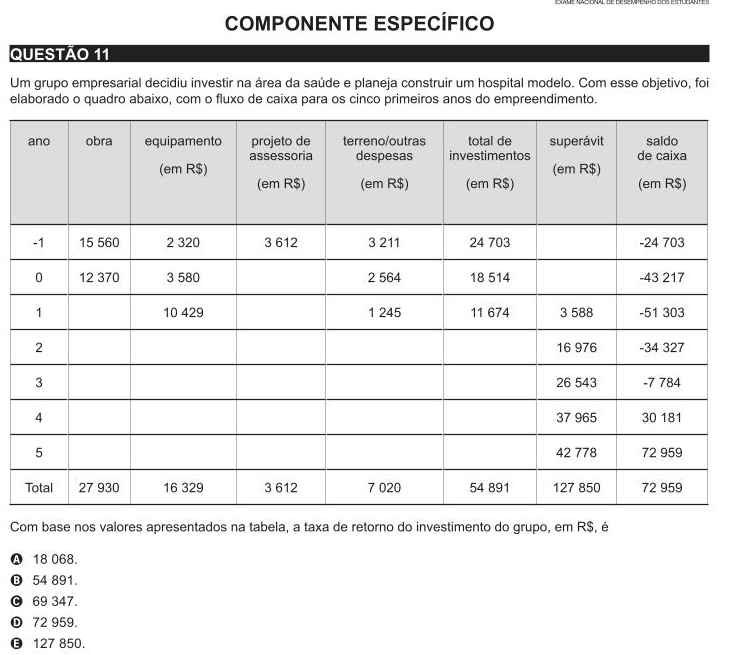 EXAME NACIONAL DE DESEMPENHO DOS ESTUDANTES
COMPONENTE ESPECÍFICO
QUESTÃO 11
Um grupo empresarial decidiu investir na área da saúde e planeja construir um hospital modelo. Com esse objetivo, foi
elaborado o quadro abaixo, com o fluxo de caixa para os cinco primeiros anos do empreendimento.
ano obra equipamento (em R$) projeto de assessoria (em R$) terreno/outras despesas (em R$) total de investimentos (em R$) superávit (em R$) saldo de caixa (em R$)
-1 15 560 2 320 3 612 3 211 24 703 -24 703
0 12 370 3 580 2 564 18 514 -43 217
1 10 429 1 245 11 674 3 588 -51 303
2 16 976 -34 327
3 26 543 -7 784
4 37 965 30 181
5 42 778 72 959
Total 27 930 16 329 3 612 7 020 54 891 127 850 72 959
Com base nos valores apresentados na tabela, a taxa de retorno do investimento do grupo, em R$, é
A 18 068.
B 54 891.
C 69 347.
D 72 959.
E 127 850.